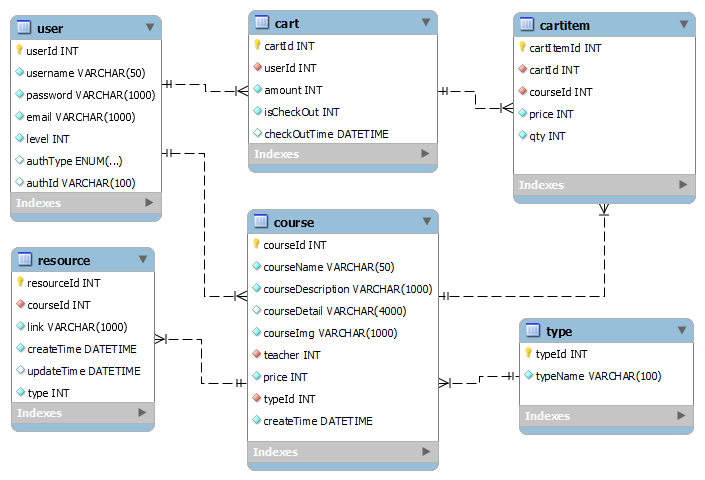 user
userId INT
username VARCHAR(50)
password VARCHAR(1000)
email VARCHAR(1000)
level INT
authType ENUM(...)
authId VARCHAR(100)
Indexes
cart
cartId INT
userId INT
amount INT
isCheckOut INT
checkOutTime DATETIME
Indexes
cartitem
cartItemId INT
cartId INT
courseId INT
price INT
qty INT
Indexes
resource
resourceId INT
courseId INT
link VARCHAR(1000)
createTime DATETIME
updateTime DATETIME
type INT
Indexes
course
courseId INT
courseName VARCHAR(50)
courseDescription VARCHAR(1000)
courseDetail VARCHAR(4000)
courseImg VARCHAR(1000)
teacher INT
price INT
typeId INT
createTime DATETIME
Indexes
type
typeId INT
typeName VARCHAR(100)
Indexes